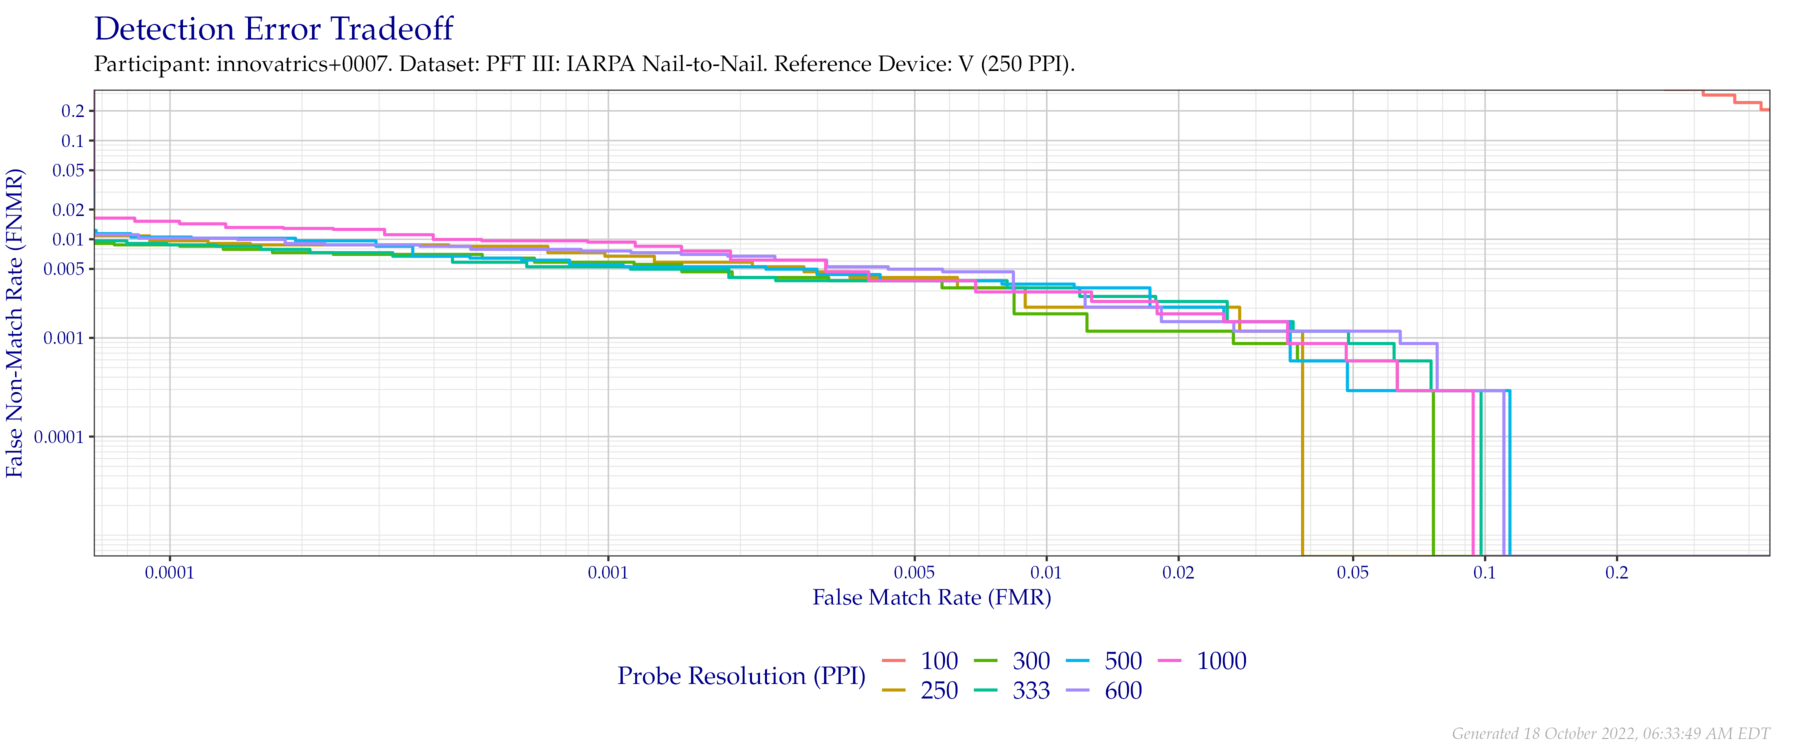 Detection Error Tradeoff
Participant: innovatrics+0007. Dataset: PFT III: IARPA Nail-to-Nail. Reference Device: V (250 PPI).
False Non-Match Rate (FNMR)
0.2
0.1
0.05
0.02
0.01
0.005
0.001
0.0001
0.0001 0.001 0.005 0.01 0.02 0.05 0.1 0.2
False Match Rate (FMR)
Probe Resolution (PPI)
100 300 500 1000
250 333 600
Generated 18 October 2022, 06:33:49 AM EDT